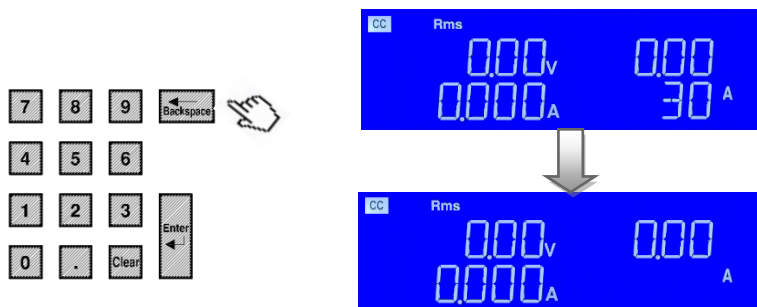 7 8 9 Backspace
4 5 6
1 2 3 Enter
0 . Clear
CC Rms
0.00V 0.00
0.000A 30 A
CC Rms
0.00V 0.00
0.000A A